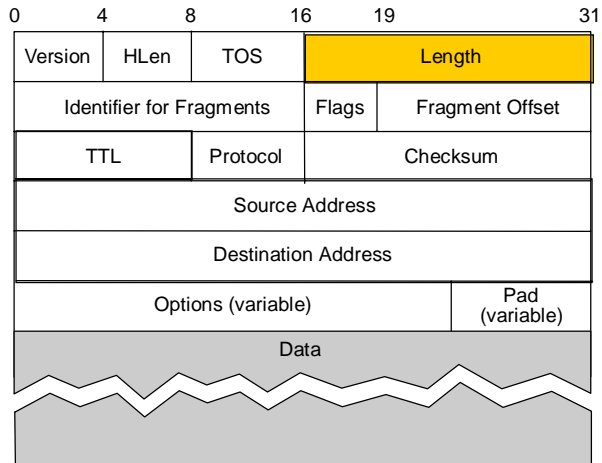 0 4 8 16 19 31
Version HLen TOS Length
Identifier for Fragments Flags Fragment Offset
TTL Protocol Checksum
Source Address
Destination Address
Options (variable) Pad
(variable)
Data